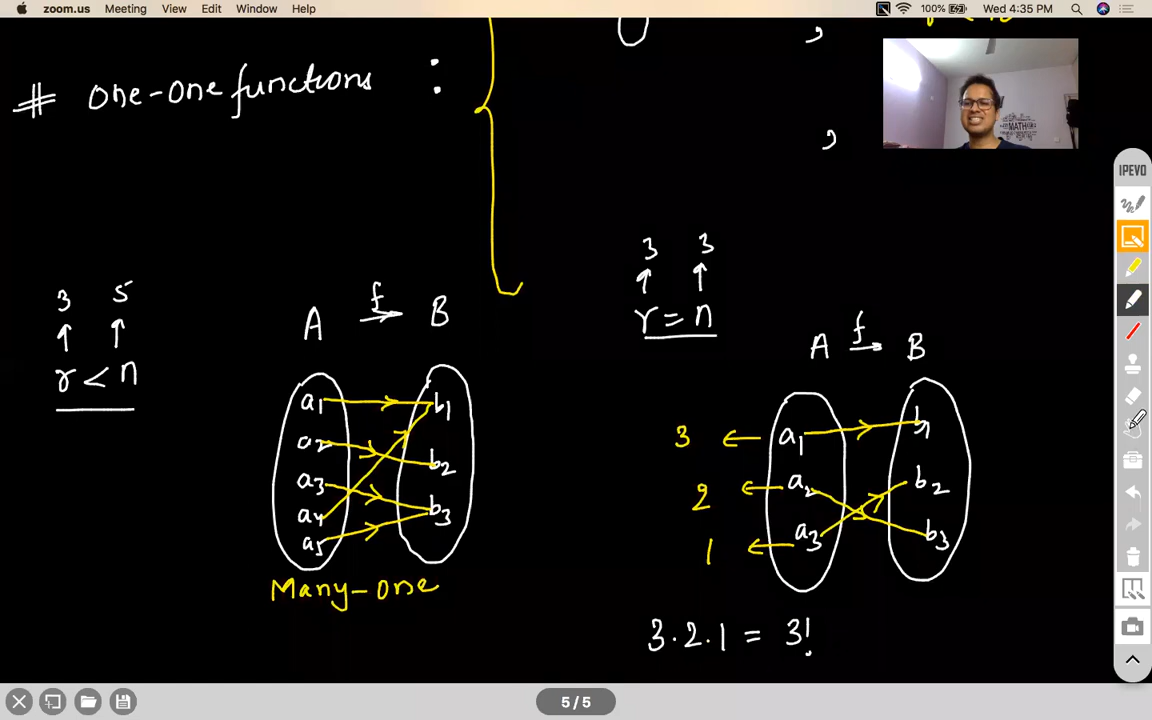 zoom.us Meeting View Edit Window Help 100% Wed 4:35 PM
# one-one functions :
,
MATH
,
IPEVO
3 5
r < n
A f B
a1 b1
a2 b2
a3 b3
a4
a5
Many-one
3 3
r = n
A f B
3 a1 b1
2 a2 b2
1 a3 b3
3.2.1 = 3!
5 / 5